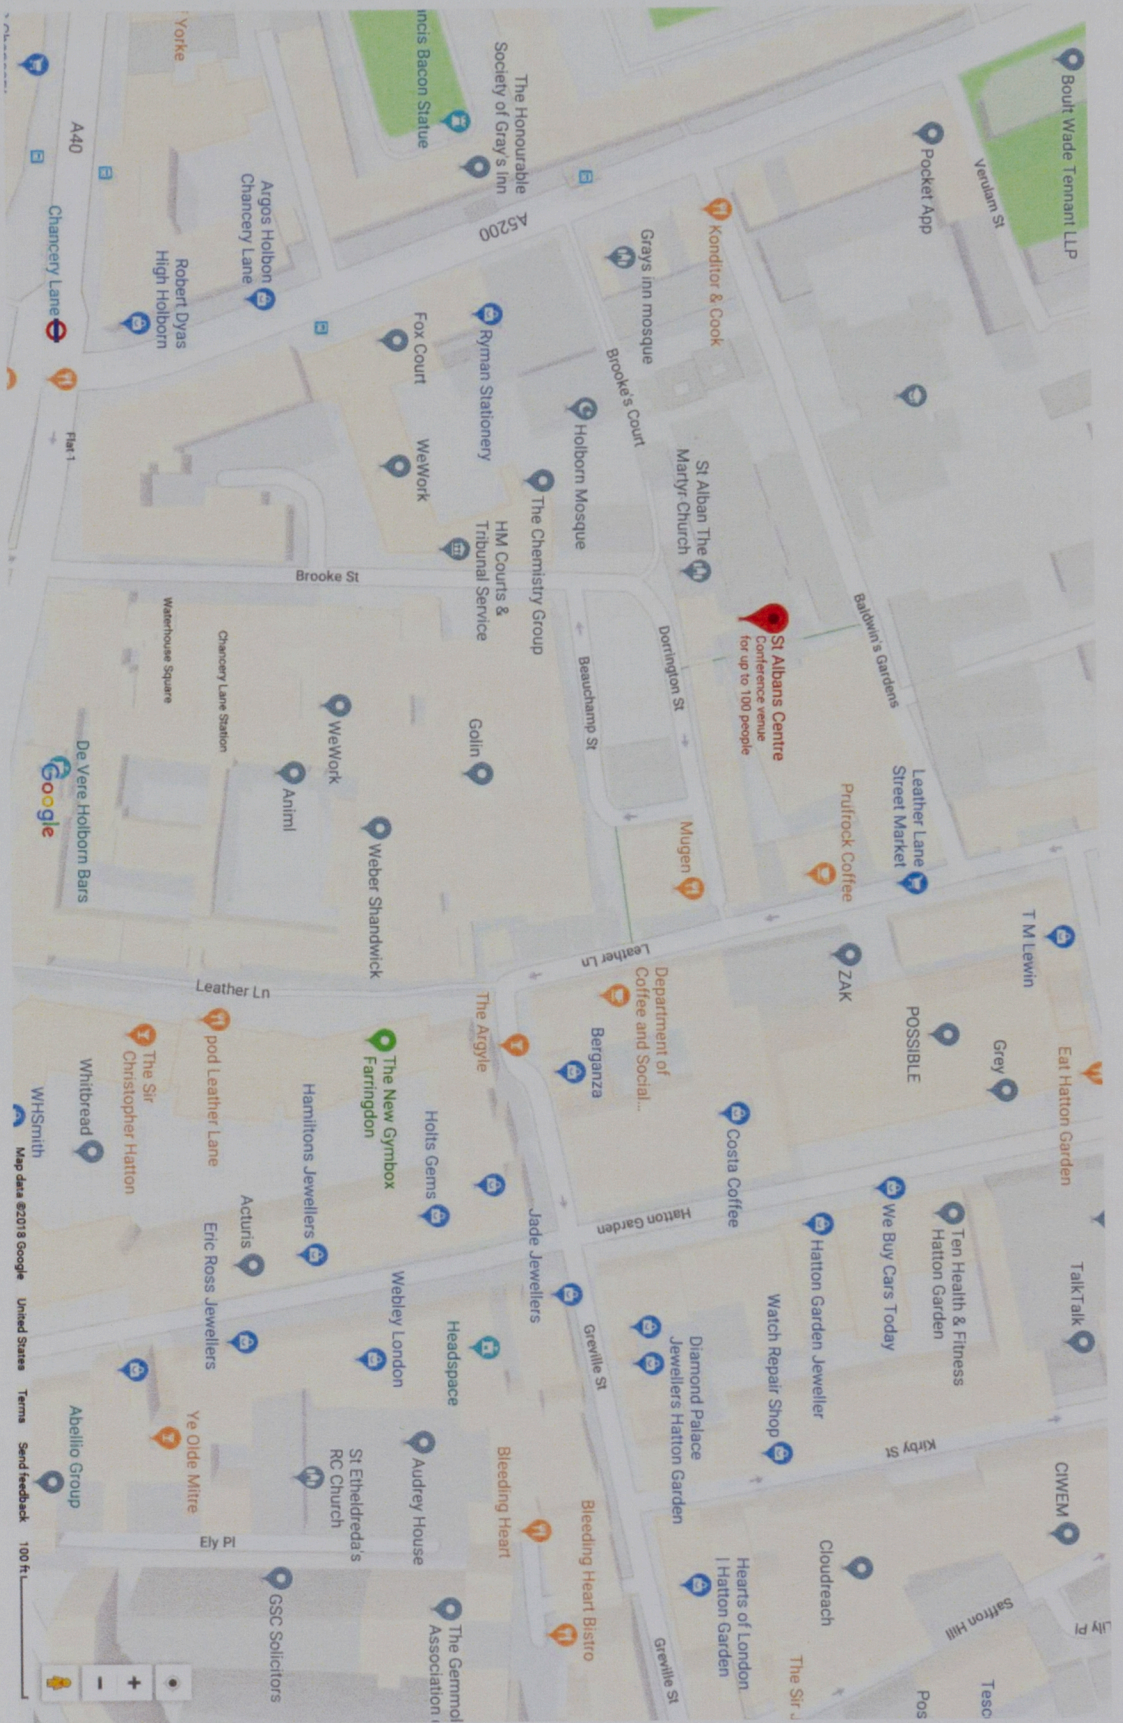 Boult Wade Tennant LLP
Eat Hatton Garden
TalkTalk
CIWEM
Lily Pl
Verulam St
T M Lewin
Grey
Saffron Hill
Tesc
Pocket App
Leather Lane
Street Market
POSSIBLE
Ten Health & Fitness
Hatton Garden
Pos
Baldwin's Gardens
Prufrock Coffee
ZAK
We Buy Cars Today
Kirby St
Cloudreach
Hatton Garden Jeweller
The Sir J
St Albans Centre
Conference venue
for up to 100 people
Costa Coffee
Watch Repair Shop
Hearts of London
| Hatton Garden
Konditor & Cook
St Alban The
Martyr Church
Dorrington St
Mugen
Diamond Palace
Jewellers Hatton Garden
Grays inn mosque
Brooke's Court
Leather Ln
Department of
Coffee and Social...
Hatton Garden
Greville St
Holborn Mosque
Beauchamp St
Berganza
Greville St
Bleeding Heart Bistro
The Honourable
Society of Gray's Inn
A5200
The Chemistry Group
Jade Jewellers
Ryman Stationery
HM Courts &
Tribunal Service
Golin
The Argyle
Headspace
Bleeding Heart
The Gemmol
Association
ncis Bacon Statue
Fox Court
WeWork
Holts Gems
Webley London
Audrey House
Weber Shandwick
The New Gymbox
Farringdon
St Etheldreda's
RC Church
Brooke St
WeWork
Hamiltons Jewellers
Argos Holbon
Chancery Lane
Animl
Leather Ln
Acturis
GSC Solicitors
Chancery Lane Station
pod Leather Lane
Eric Ross Jewellers
Ely Pl
Yorke
Robert Dyas
High Holborn
Waterhouse Square
The Sir
Christopher Hatton
Ye Olde Mitre
A40
Flat 1
De Vere Holborn Bars
Whitbread
Abellio Group
Chancery Lane
Google
WHSmith
Map data ©2018 Google United States Terms Send feedback 100 ft